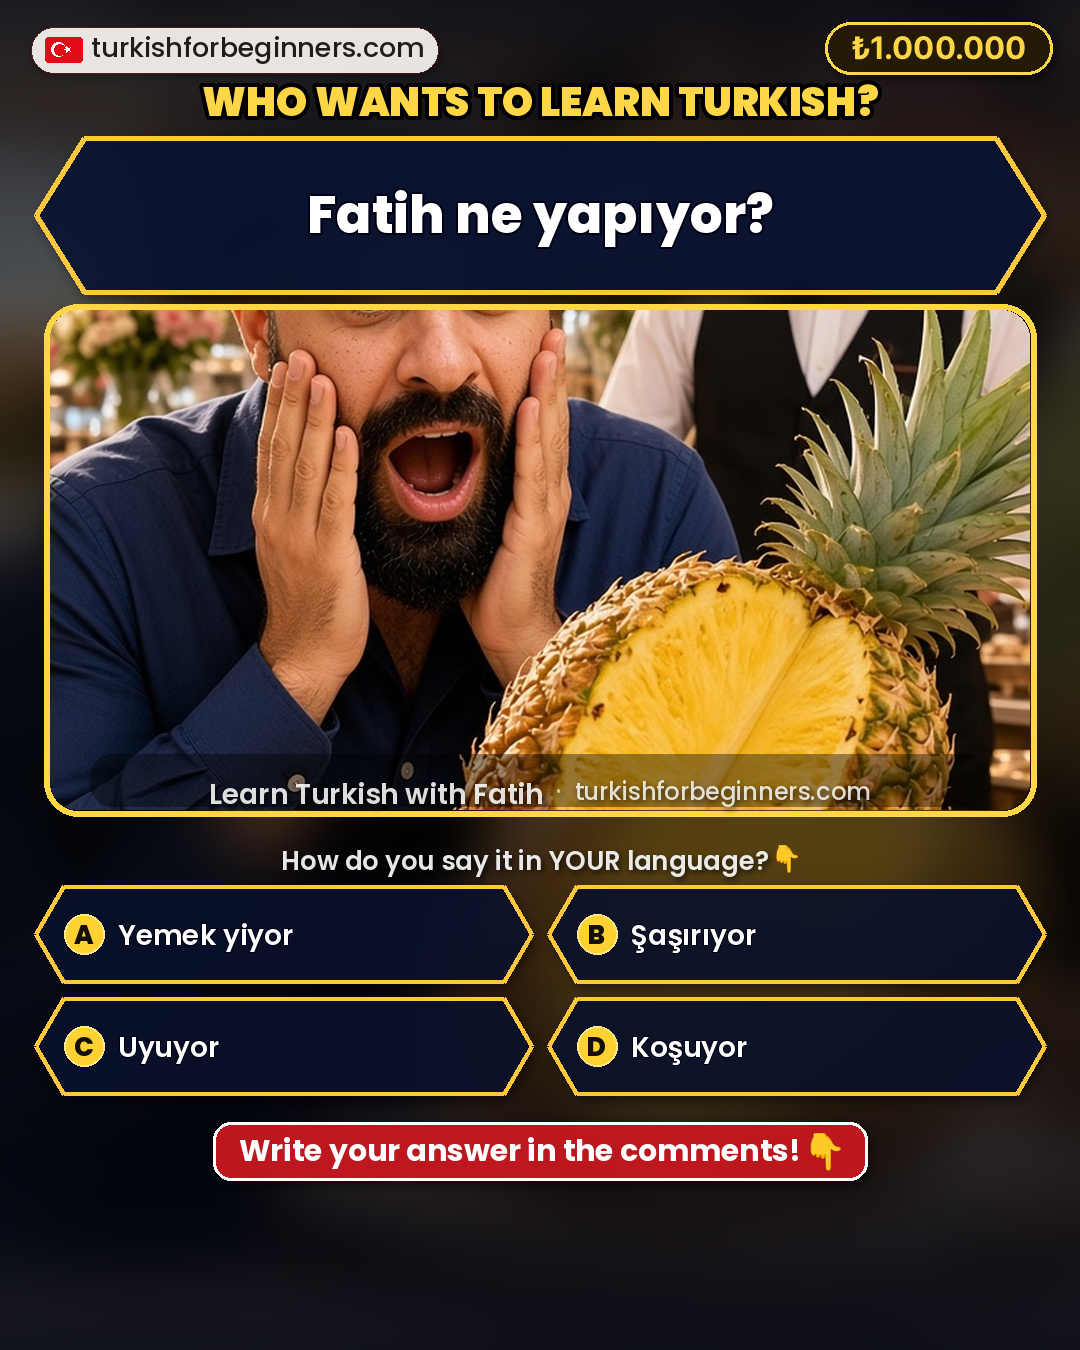 turkishforbeginners.com
₺1.000.000
WHO WANTS TO LEARN TURKISH?
Fatih ne yapıyor?
Learn Turkish with Fatih · turkishforbeginners.com
How do you say it in YOUR language? 👇
A Yemek yiyor
B Şaşırıyor
C Uyuyor
D Koşuyor
Write your answer in the comments! 👇